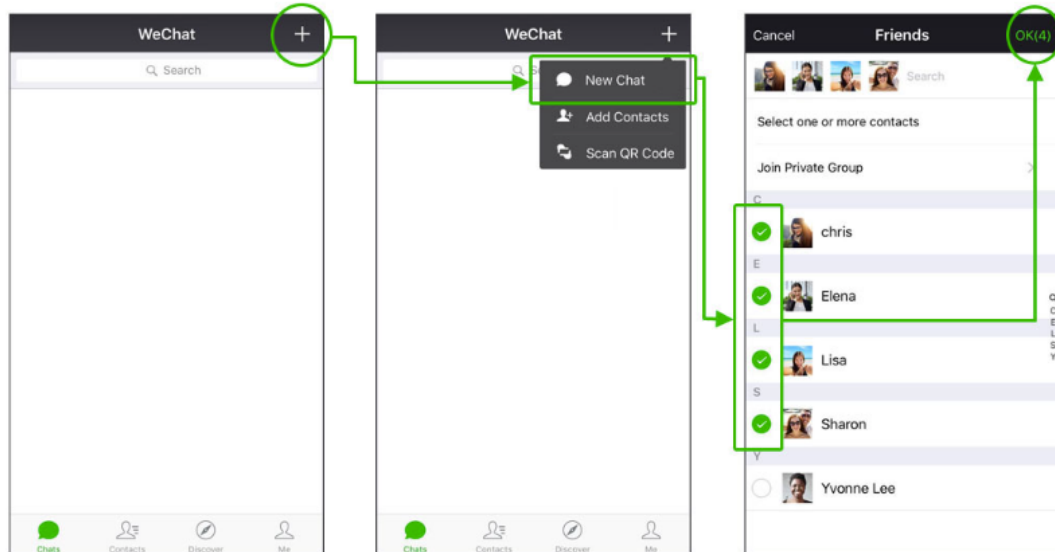 WeChat
+
Search
Chats
Contacts
Discover
Me
WeChat
+
New Chat
Add Contacts
Scan QR Code
Chats
Contacts
Discover
Me
Cancel
Friends
OK(4)
Search
Select one or more contacts
Join Private Group
C
chris
E
Elena
L
Lisa
S
Sharon
Y
Yvonne Lee
C
E
L
S
Y